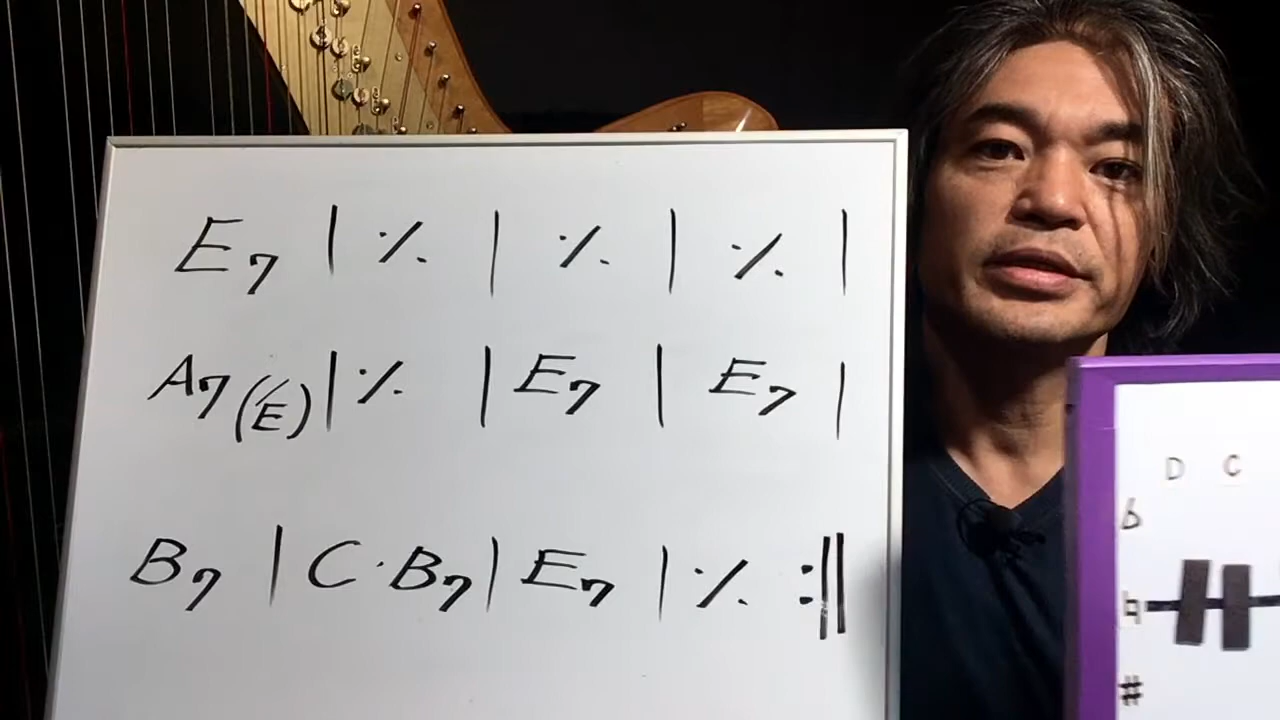 E7 | ٪ | ٪ | ٪ |
A7(/E) | ٪ | E7 | E7 |
B7 | C・B7 | E7 | ٪ :||
D C
♭
♮
#